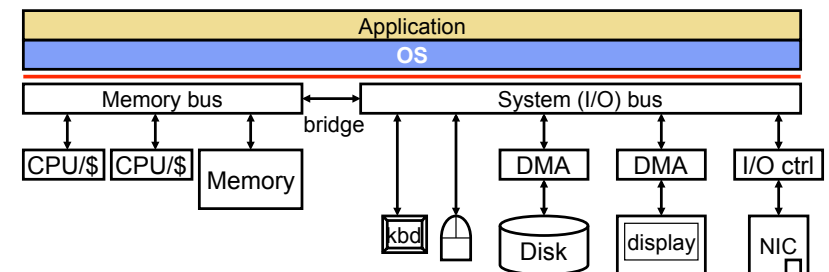 Application
OS
Memory bus
System (I/O) bus
bridge
CPU/$ CPU/$ Memory DMA DMA I/O ctrl
kbd Disk display NIC